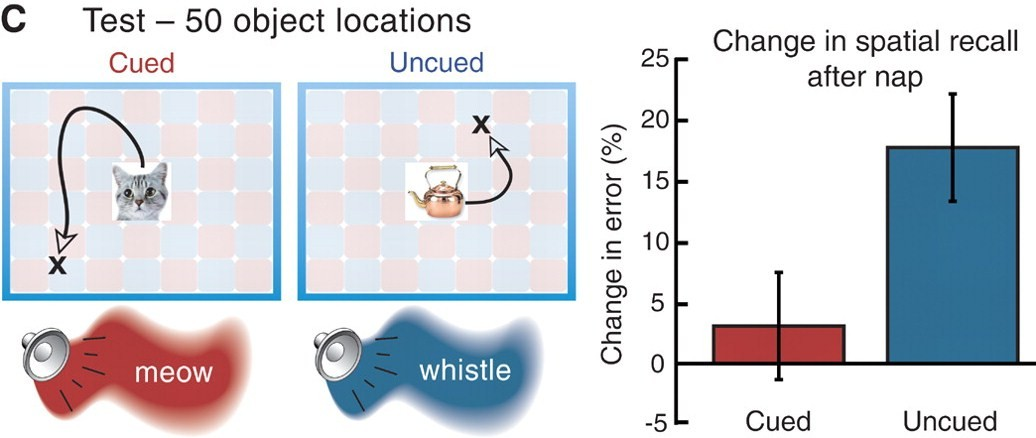 C
Test – 50 object locations
Cued
Uncued
x
x
meow
whistle
Change in spatial recall
after nap
Change in error (%)
25
20
15
10
5
0
-5
Cued
Uncued